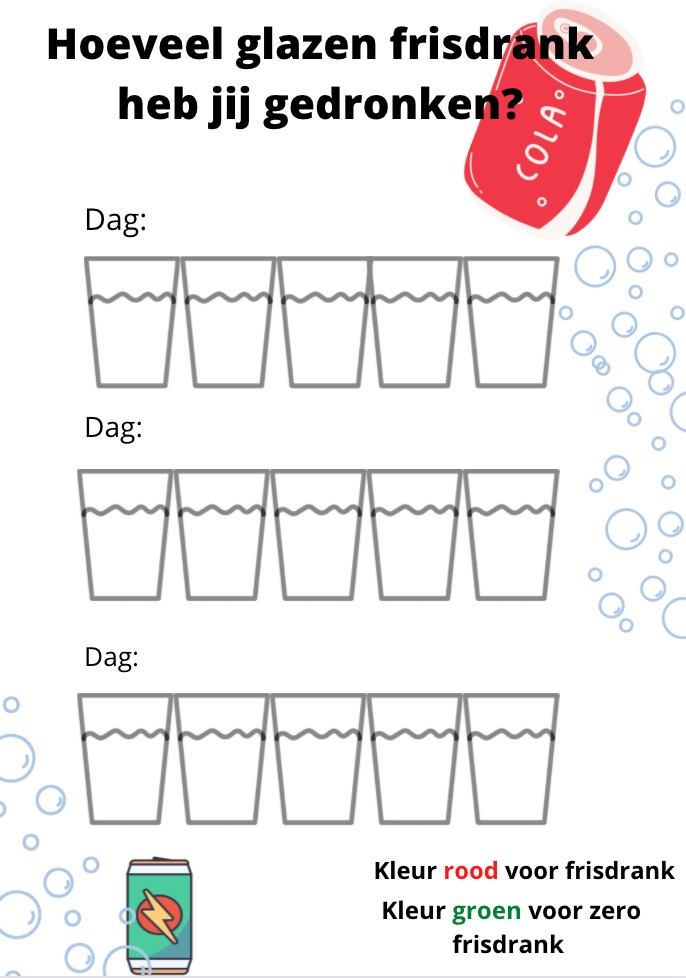 Hoeveel glazen frisdrank
heb jij gedronken?
COLA
Dag:
Dag:
Dag:
Kleur rood voor frisdrank
Kleur groen voor zero
frisdrank